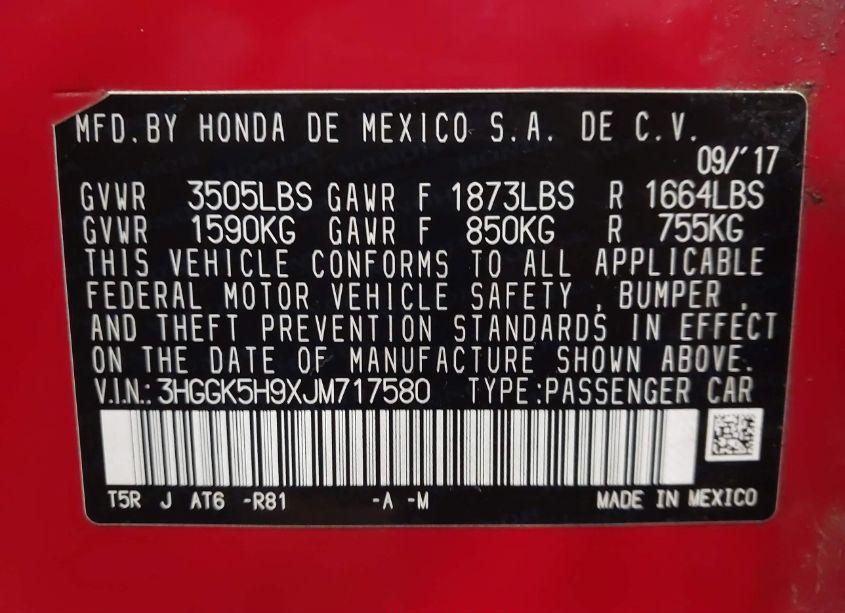 MFD. BY HONDA DE MEXICO S.A. DE C.V.
09/'17
GVWR 3505LBS GAWR F 1873LBS R 1664LBS
GVWR 1590KG GAWR F 850KG R 755KG
THIS VEHICLE CONFORMS TO ALL APPLICABLE
FEDERAL MOTOR VEHICLE SAFETY , BUMPER ,
AND THEFT PREVENTION STANDARDS IN EFFECT
ON THE DATE OF MANUFACTURE SHOWN ABOVE.
V.I.N.: 3HGGK5H9XJM717580 TYPE:PASSENGER CAR
T5R J AT6 -R81 -A -M MADE IN MEXICO